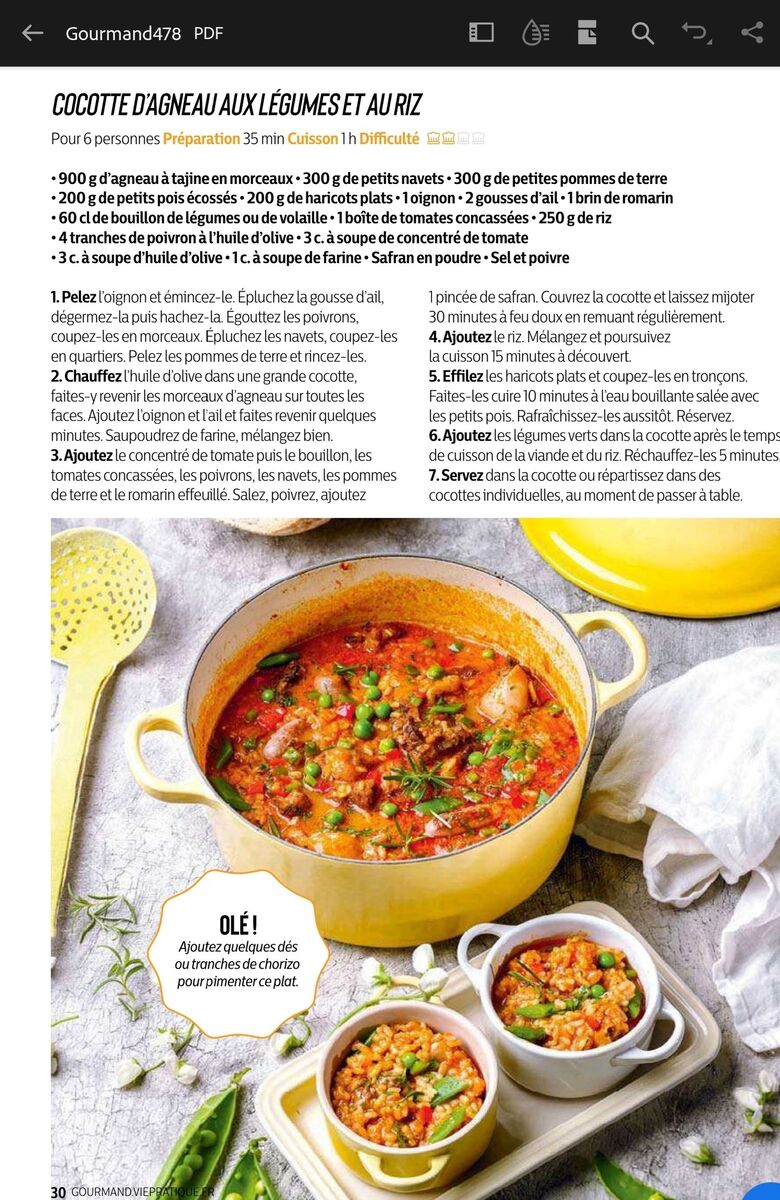 Gourmand478 PDF
COCOTTE D'AGNEAU AUX LÉGUMES ET AU RIZ
Pour 6 personnes Préparation 35 min Cuisson 1 h Difficulté
• 900 g d'agneau à tajine en morceaux • 300 g de petits navets • 300 g de petites pommes de terre
• 200 g de petits pois écossés • 200 g de haricots plats • 1 oignon • 2 gousses d'ail • 1 brin de romarin
• 60 cl de bouillon de légumes ou de volaille • 1 boîte de tomates concassées • 250 g de riz
• 4 tranches de poivron à l'huile d'olive • 3 c. à soupe de concentré de tomate
• 3 c. à soupe d'huile d'olive • 1 c. à soupe de farine • Safran en poudre • Sel et poivre
1. Pelez l'oignon et émincez-le. Épluchez la gousse d'ail,
dégermez-la puis hachez-la. Égouttez les poivrons,
coupez-les en morceaux. Épluchez les navets, coupez-les
en quartiers. Pelez les pommes de terre et rincez-les.
2. Chauffez l'huile d'olive dans une grande cocotte,
faites-y revenir les morceaux d'agneau sur toutes les
faces. Ajoutez l'oignon et l'ail et faites revenir quelques
minutes. Saupoudrez de farine, mélangez bien.
3. Ajoutez le concentré de tomate puis le bouillon, les
tomates concassées, les poivrons, les navets, les pommes
de terre et le romarin effeuillé. Salez, poivrez, ajoutez
1 pincée de safran. Couvrez la cocotte et laissez mijoter
30 minutes à feu doux en remuant régulièrement.
4. Ajoutez le riz. Mélangez et poursuivez
la cuisson 15 minutes à découvert.
5. Effilez les haricots plats et coupez-les en tronçons.
Faites-les cuire 10 minutes à l'eau bouillante salée avec
les petits pois. Rafraîchissez-les aussitôt. Réservez.
6. Ajoutez les légumes verts dans la cocotte après le temps
de cuisson de la viande et du riz. Réchauffez-les 5 minutes.
7. Servez dans la cocotte ou répartissez dans des
cocottes individuelles, au moment de passer à table.
OLÉ !
Ajoutez quelques dés
ou tranches de chorizo
pour pimenter ce plat.
30 GOURMAND.VIEPRATIQUE.FR